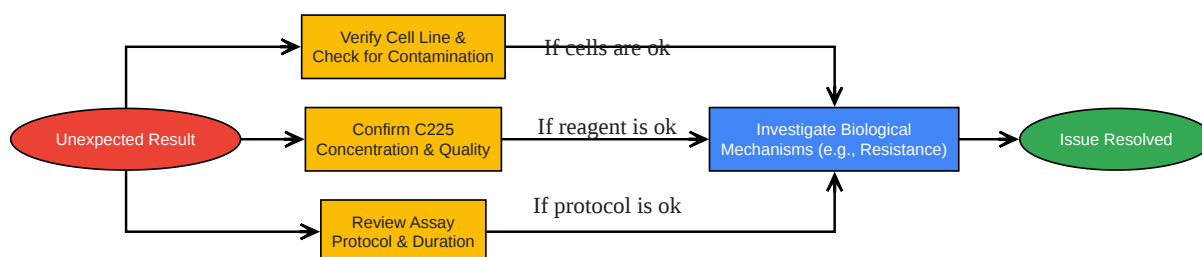 Verify Cell Line &
Check for Contamination
If cells are ok
Unexpected Result
Confirm C225
Concentration & Quality
If reagent is ok
Investigate Biological
Mechanisms (e.g., Resistance)
Issue Resolved
Review Assay
Protocol & Duration
If protocol is ok